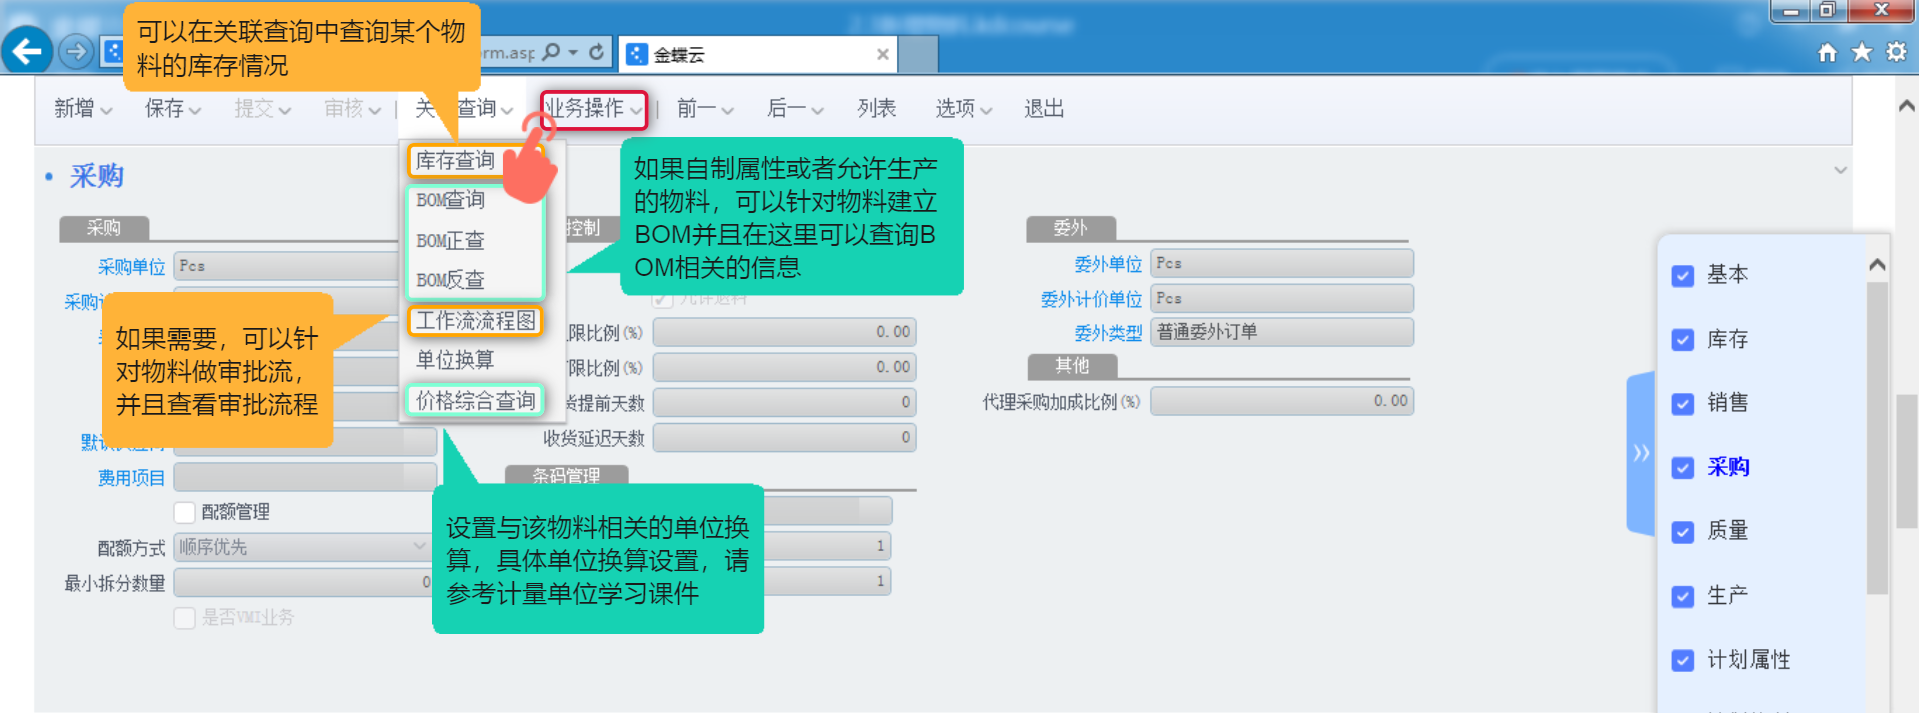 可以在关联查询中查询某个物
料的库存情况
rm.asp
金蝶云
新增
保存
提交
审核
关
查询
业务操作
前一
后一
列表
选项
退出
库存查询
BOM查询
BOM正查
BOM反查
工作流流程图
单位换算
价格综合查询
如果自制属性或者允许生产
的物料，可以针对物料建立
BOM并且在这里可以查询B
OM相关的信息
采购
采购
采购单位
Pcs
采购
如果需要，可以针
对物料做审批流，
并且查看审批流程
费用项目
配额管理
配额方式
顺序优先
最小拆分数量
0
是否VMI业务
控制
允许退料
限比例(%)
0.00
限比例(%)
0.00
提前天数
0
收货延迟天数
0
条码管理
1
1
设置与该物料相关的单位换
算，具体单位换算设置，请
参考计量单位学习课件
委外
委外单位
Pcs
委外计价单位
Pcs
委外类型
普通委外订单
其他
代理采购加成比例(%)
0.00
基本
库存
销售
采购
质量
生产
计划属性